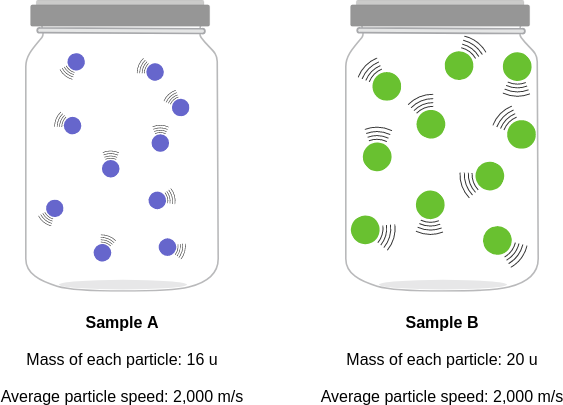 Sample A
Mass of each particle: 16 u
Average particle speed: 2,000 m/s
Sample B
Mass of each particle: 20 u
Average particle speed: 2,000 m/s